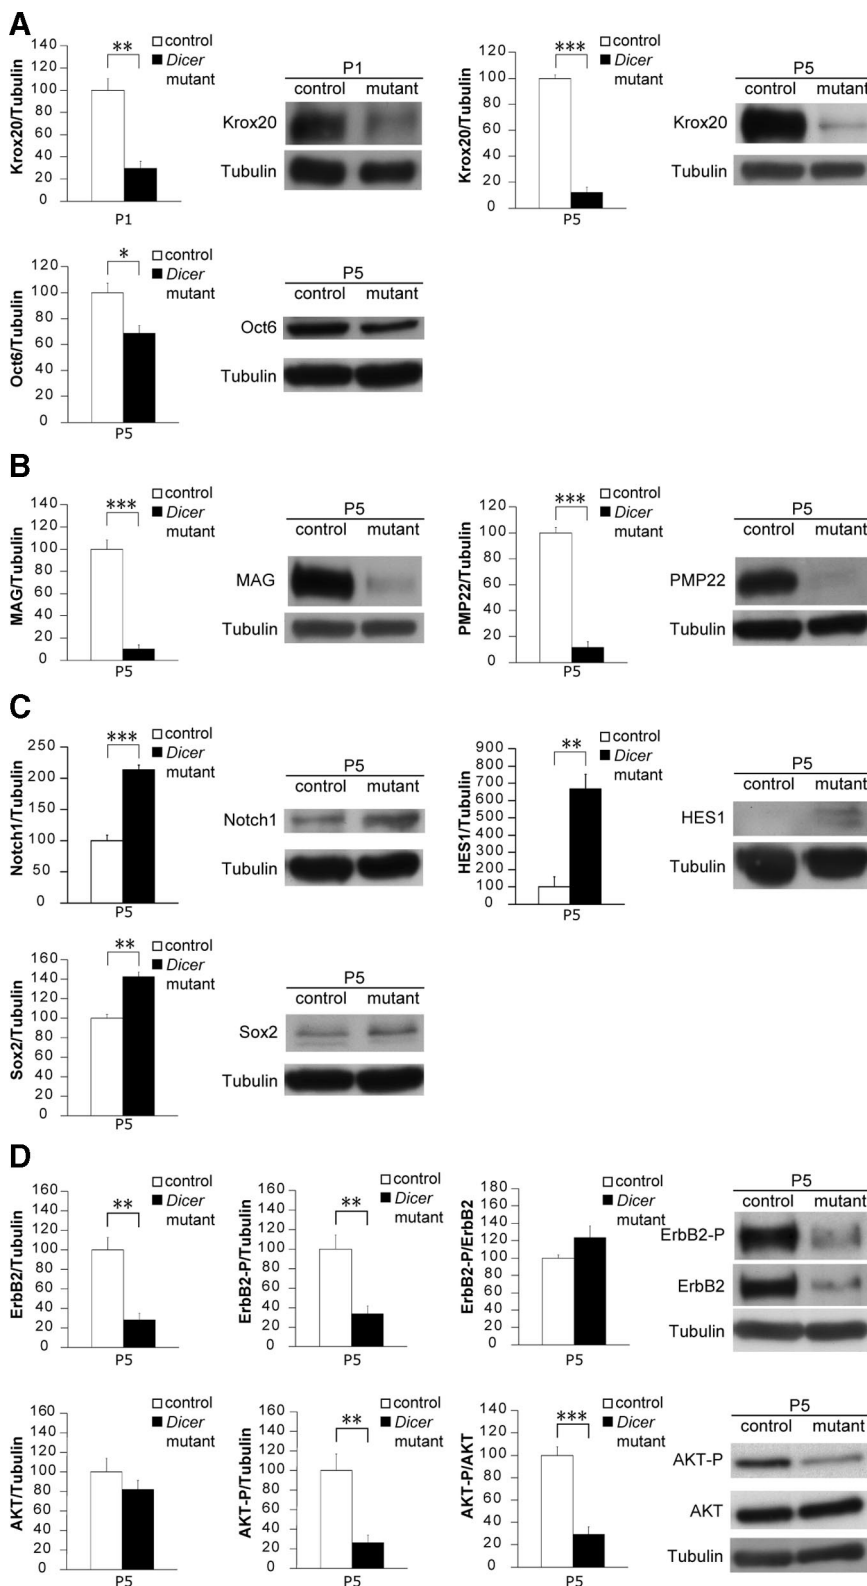 A
Krox20/Tubulin
140
120
100
80
60
40
20
0
**
control
Dicer
mutant
P1
P1
control mutant
Krox20
Tubulin
Krox20/Tubulin
120
100
80
60
40
20
0
***
control
Dicer
mutant
P5
P5
control mutant
Krox20
Tubulin
Oct6/Tubulin
120
100
80
60
40
20
0
*
control
Dicer
mutant
P5
P5
control mutant
Oct6
Tubulin
B
MAG/Tubulin
140
120
100
80
60
40
20
0
***
control
Dicer
mutant
P5
P5
control mutant
MAG
Tubulin
PMP22/Tubulin
120
100
80
60
40
20
0
***
control
Dicer
mutant
P5
P5
control mutant
PMP22
Tubulin
C
Notch1/Tubulin
250
200
150
100
50
0
***
control
Dicer
mutant
P5
P5
control mutant
Notch1
Tubulin
HES1/Tubulin
900
800
700
600
500
400
300
200
100
0
**
control
Dicer
mutant
P5
P5
control mutant
HES1
Tubulin
Sox2/Tubulin
160
140
120
100
80
60
40
20
0
**
control
Dicer
mutant
P5
P5
control mutant
Sox2
Tubulin
D
ErbB2/Tubulin
160
140
120
100
80
60
40
20
0
**
control
Dicer
mutant
P5
ErbB2-P/Tubulin
160
140
120
100
80
60
40
20
0
**
control
Dicer
mutant
P5
ErbB2-P/ErbB2
180
160
140
120
100
80
60
40
20
0
control
Dicer
mutant
P5
P5
control mutant
ErbB2-P
ErbB2
Tubulin
AKT/Tubulin
160
140
120
100
80
60
40
20
0
control
Dicer
mutant
P5
AKT-P/Tubulin
160
140
120
100
80
60
40
20
0
**
control
Dicer
mutant
P5
AKT-P/AKT
140
120
100
80
60
40
20
0
***
control
Dicer
mutant
P5
P5
control mutant
AKT-P
AKT
Tubulin